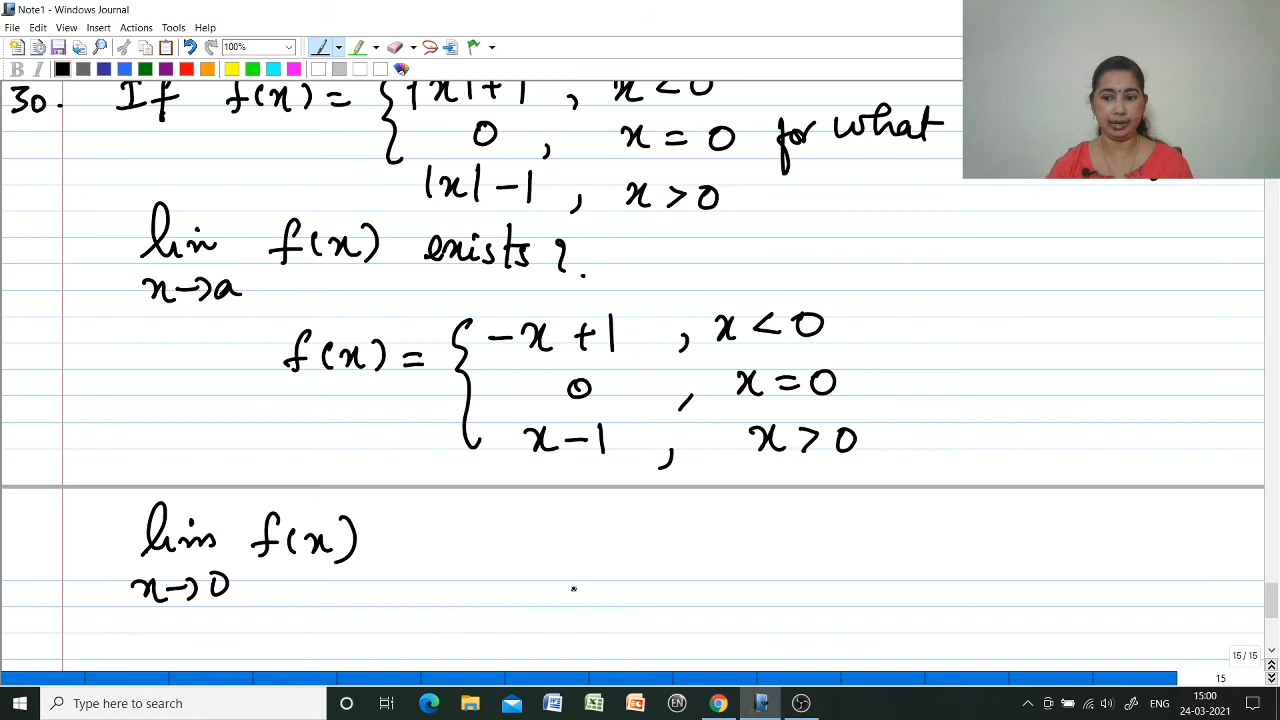 Note1 - Windows Journal
File Edit View Insert Actions Tools Help
100%
B I
30. If f(x) = { |x| + 1 , x < 0
0 , x = 0 for what
|x| - 1 , x > 0
lim f(x) exists ?
x→a
f(x) = { -x + 1 , x < 0
0 , x = 0
x - 1 , x > 0
lim f(x)
x→0
15 / 15
15
Type here to search
ENG
15:00
24-03-2021